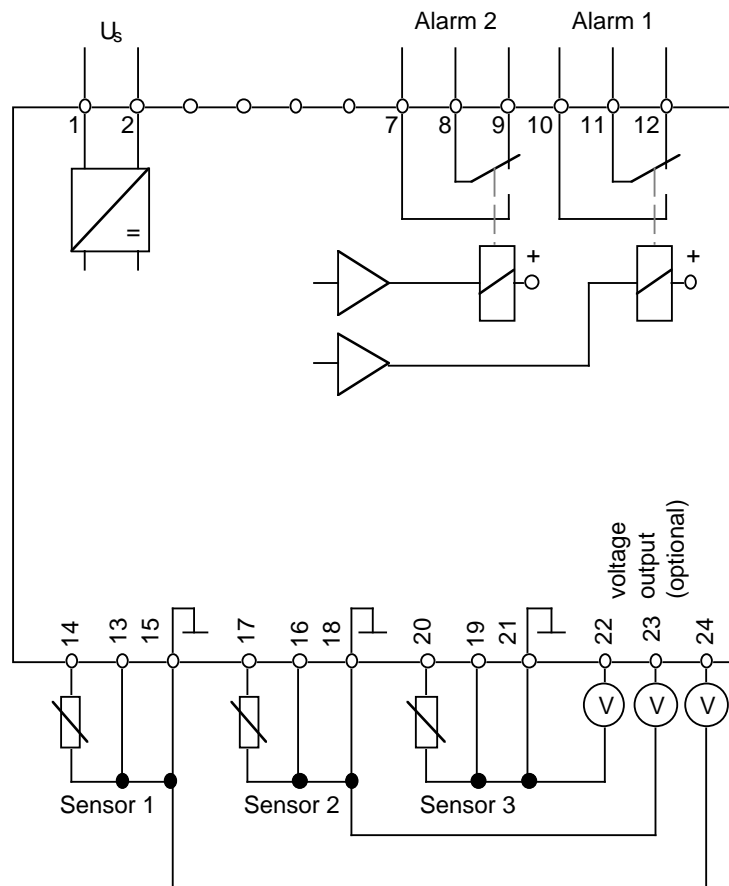 Us
Alarm 2
Alarm 1
1
2
7
8
9
10
11
12
=
+
+
voltage
output
(optional)
14
13
15
17
16
18
20
19
21
22
23
24
V
V
V
Sensor 1
Sensor 2
Sensor 3